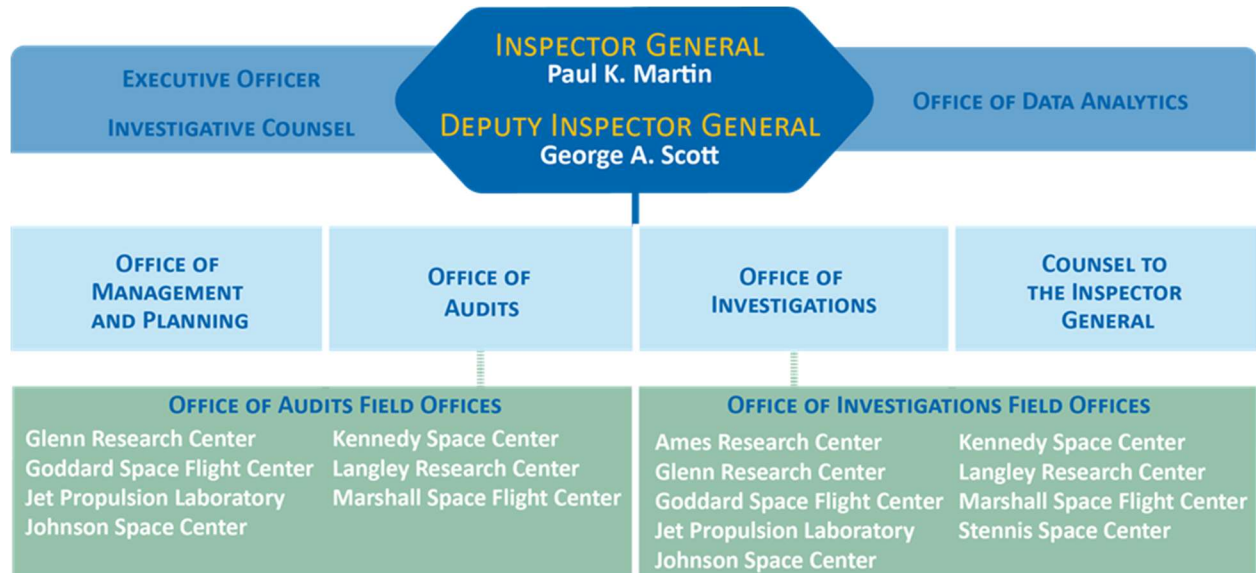 INSPECTOR GENERAL
Paul K. Martin
DEPUTY INSPECTOR GENERAL
George A. Scott
EXECUTIVE OFFICER
INVESTIGATIVE COUNSEL
OFFICE OF DATA ANALYTICS
OFFICE OF
MANAGEMENT
AND PLANNING
OFFICE OF
AUDITS
OFFICE OF
INVESTIGATIONS
COUNSEL TO
THE INSPECTOR
GENERAL
OFFICE OF AUDITS FIELD OFFICES
Glenn Research Center
Goddard Space Flight Center
Jet Propulsion Laboratory
Johnson Space Center
Kennedy Space Center
Langley Research Center
Marshall Space Flight Center
OFFICE OF INVESTIGATIONS FIELD OFFICES
Ames Research Center
Glenn Research Center
Goddard Space Flight Center
Jet Propulsion Laboratory
Johnson Space Center
Kennedy Space Center
Langley Research Center
Marshall Space Flight Center
Stennis Space Center